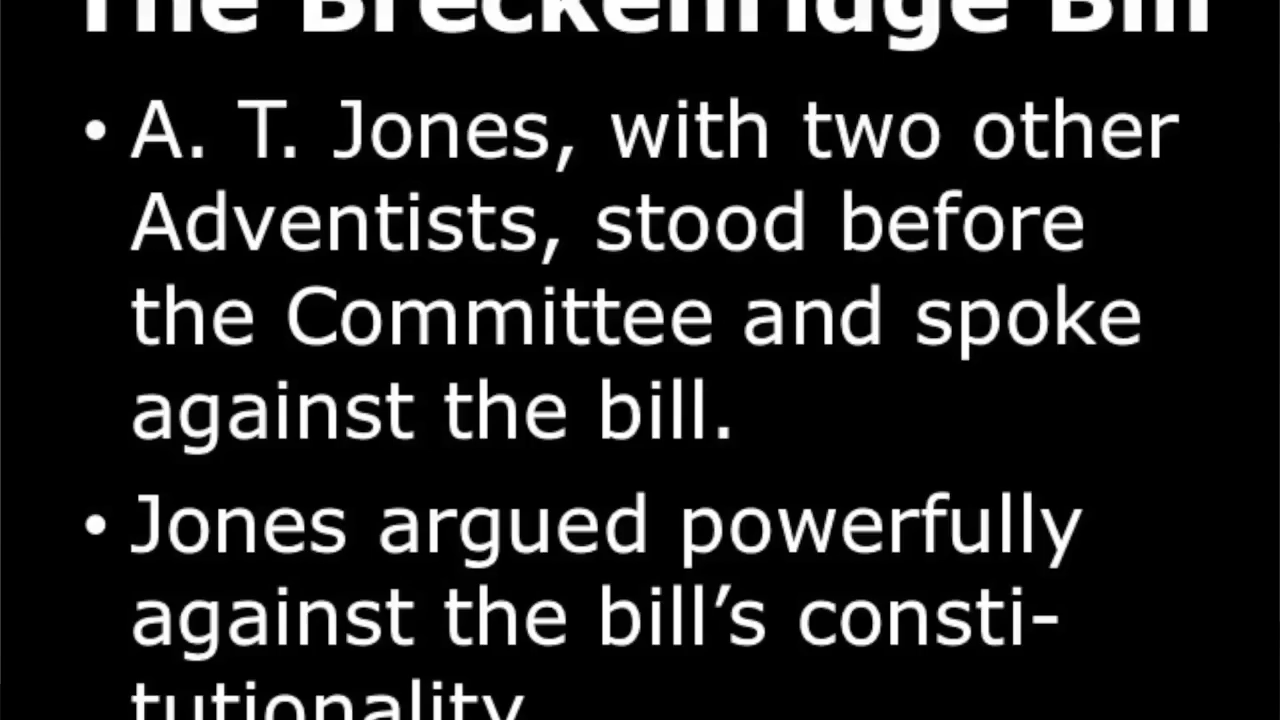 The Breckenridge Bill
• A. T. Jones, with two other
Adventists, stood before
the Committee and spoke
against the bill.
• Jones argued powerfully
against the bill’s consti-
tutionality